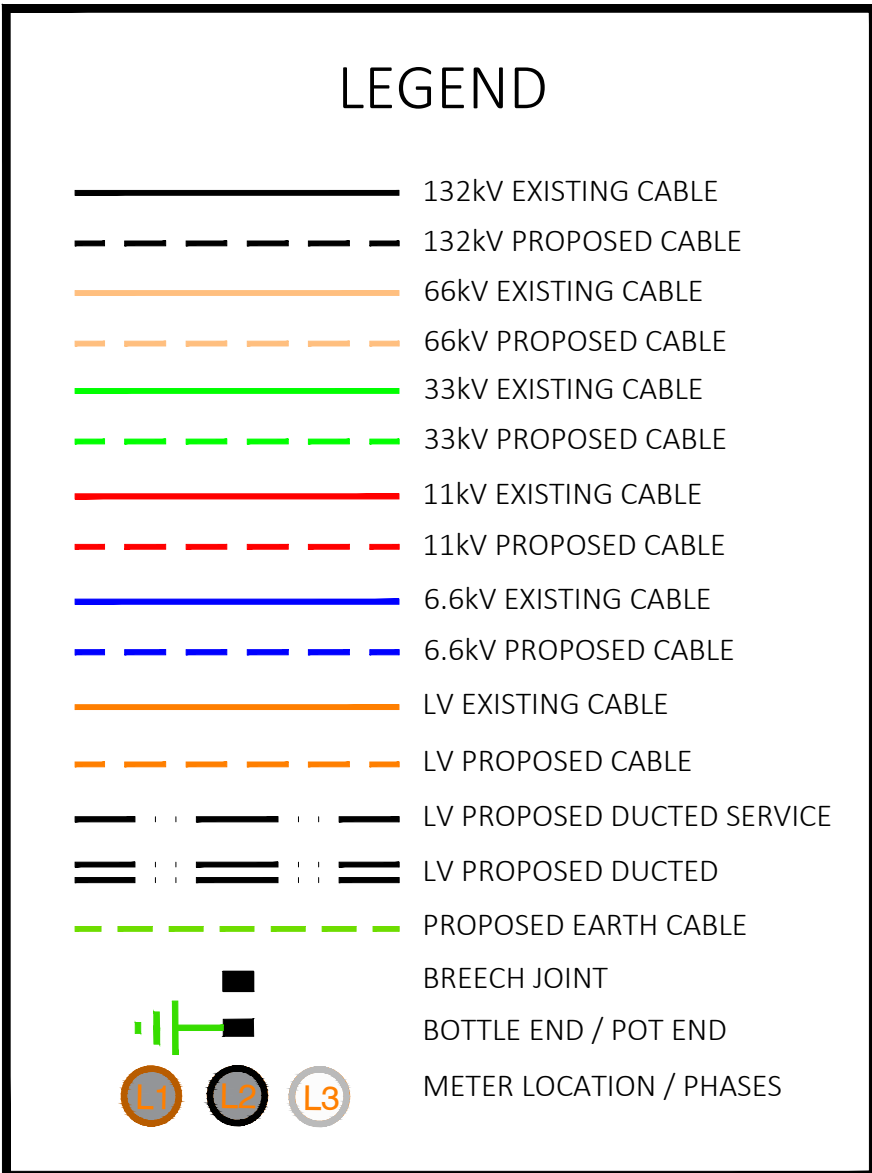 LEGEND
132kV EXISTING CABLE
132kV PROPOSED CABLE
66kV EXISTING CABLE
66kV PROPOSED CABLE
33kV EXISTING CABLE
33kV PROPOSED CABLE
11kV EXISTING CABLE
11kV PROPOSED CABLE
6.6kV EXISTING CABLE
6.6kV PROPOSED CABLE
LV EXISTING CABLE
LV PROPOSED CABLE
LV PROPOSED DUCTED SERVICE
LV PROPOSED DUCTED
PROPOSED EARTH CABLE
BREECH JOINT
BOTTLE END / POT END
L1 L2 L3 METER LOCATION / PHASES